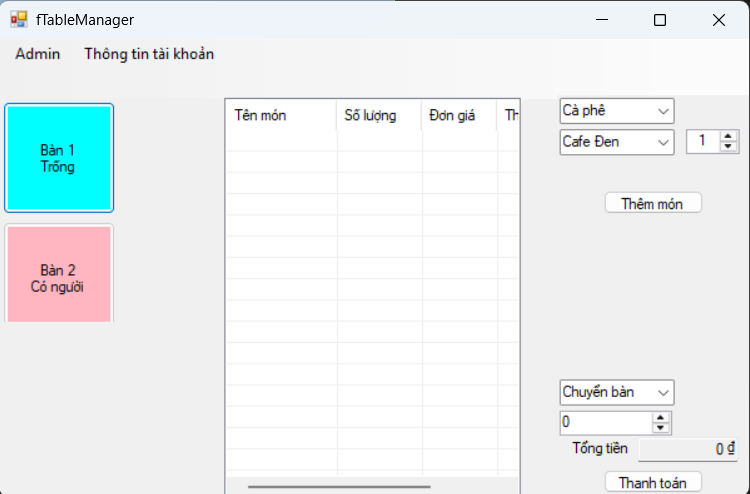 fTableManager
Admin Thông tin tài khoản
Bàn 1
Trống
Bàn 2
Có người
Tên món Số lượng Đơn giá Th
Cà phê
Cafe Đen 1
Thêm món
Chuyển bàn
0
Tổng tiền 0 ₫
Thanh toán